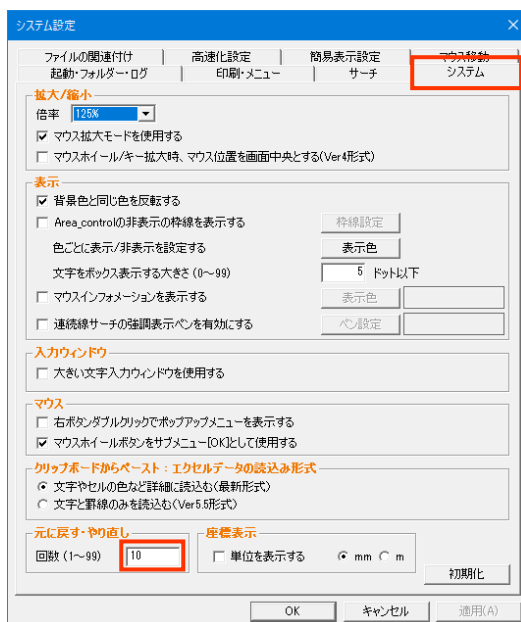 システム設定
ファイルの関連付け 高速化設定 簡易表示設定 マウス移動
起動・フォルダー・ログ 印刷・メニュー サーチ システム
拡大/縮小
倍率 125%
マウス拡大モードを使用する
マウスホイール/キー拡大時、マウス位置を画面中央とする(Ver4形式)
表示
背景色と同じ色を反転する
Area_controlの非表示の枠線を表示する 枠線設定
色ごとに表示/非表示を設定する 表示色
文字をボックス表示する大きさ(0～99) 5 ドット以下
マウスインフォメーションを表示する 表示色
連続線サーチの強調表示ペンを有効にする ペン設定
入力ウィンドウ
大きい文字入力ウィンドウを使用する
マウス
右ボタンダブルクリックでポップアップメニューを表示する
マウスホイールボタンをサブメニュー[OK]として使用する
クリップボードからペースト：エクセルデータの読込み形式
文字やセルの色など詳細に読込む(最新形式)
文字と罫線のみを読込む(Ver5.5形式)
元に戻す・やり直し 座標表示
回数(1～99) 10 単位を表示する mm m
初期化
OK キャンセル 適用(A)